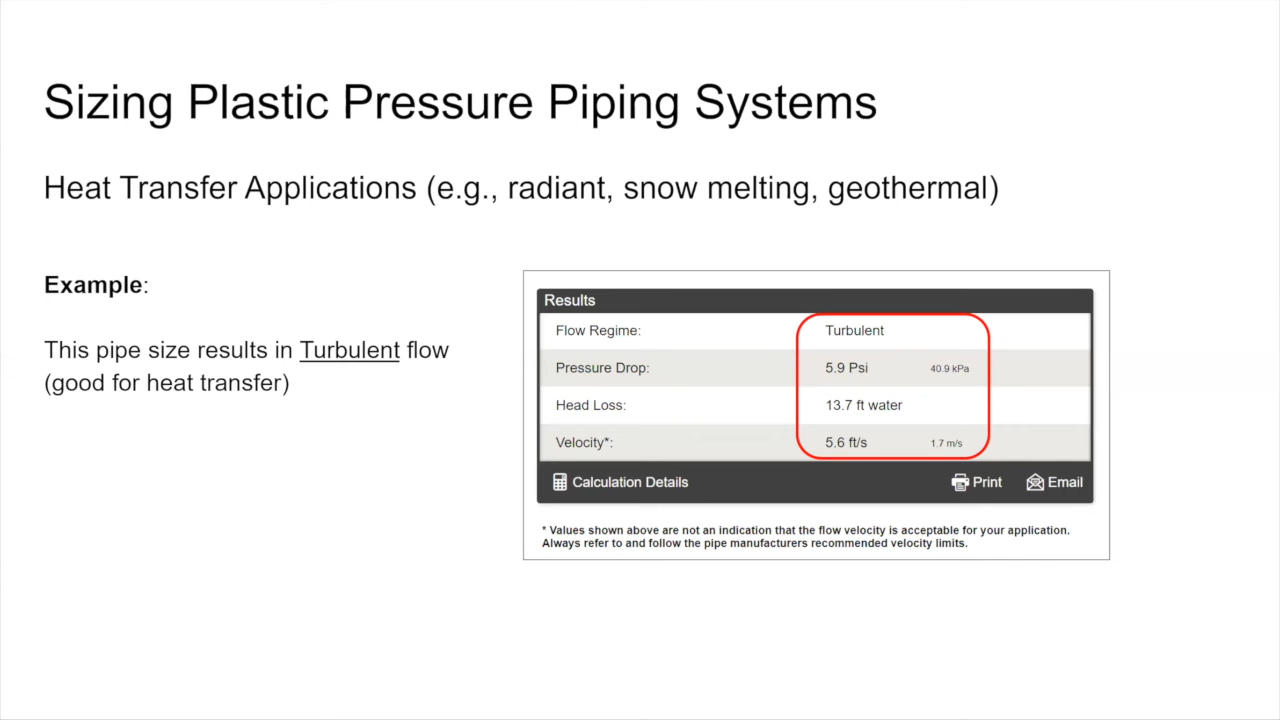 Sizing Plastic Pressure Piping Systems
Heat Transfer Applications (e.g., radiant, snow melting, geothermal)
Example:
This pipe size results in Turbulent flow
(good for heat transfer)
Results
Flow Regime: Turbulent
Pressure Drop: 5.9 Psi 40.9 kPa
Head Loss: 13.7 ft water
Velocity*: 5.6 ft/s 1.7 m/s
Calculation Details Print Email
* Values shown above are not an indication that the flow velocity is acceptable for your application.
Always refer to and follow the pipe manufacturers recommended velocity limits.